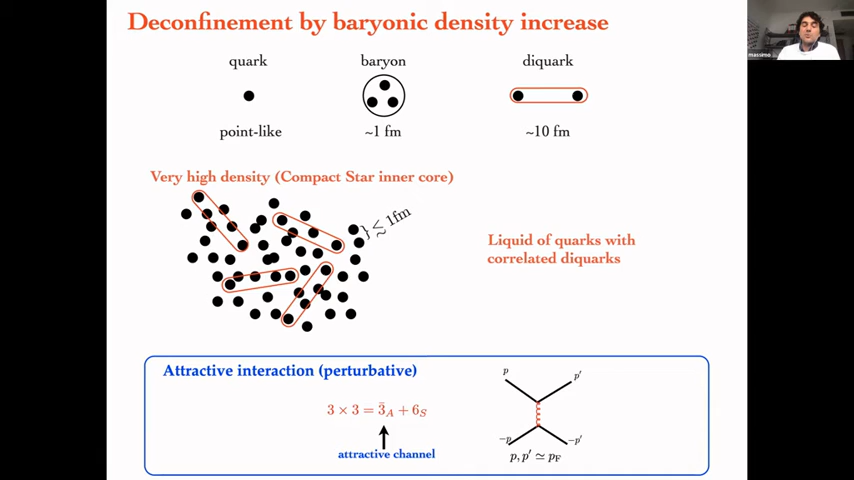 Deconfinement by baryonic density increase
quark baryon diquark
point-like ~1 fm ~10 fm
Very high density (Compact Star inner core)
} ≲ 1fm
Liquid of quarks with
correlated diquarks
Attractive interaction (perturbative)
p p′
3 × 3 = 3̄_A + 6_S
−p −p′
attractive channel
p, p′ ≃ p_F
massimo